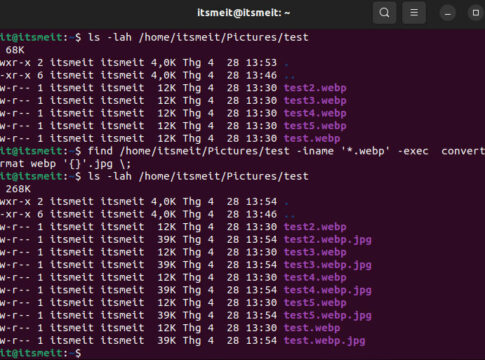 itsmeit@itsmeit: ~
it@itsmeit:~$ ls -lah /home/itsmeit/Pictures/test
68K
wxr-x 2 itsmeit itsmeit 4,0K Thg 4 28 13:53 .
-xr-x 6 itsmeit itsmeit 4,0K Thg 4 28 13:46 ..
w-r-- 1 itsmeit itsmeit 12K Thg 4 28 13:30 test2.webp
w-r-- 1 itsmeit itsmeit 12K Thg 4 28 13:30 test3.webp
w-r-- 1 itsmeit itsmeit 12K Thg 4 28 13:30 test4.webp
w-r-- 1 itsmeit itsmeit 12K Thg 4 28 13:30 test5.webp
w-r-- 1 itsmeit itsmeit 12K Thg 4 28 13:30 test.webp
it@itsmeit:~$ find /home/itsmeit/Pictures/test -iname '*.webp' -exec convert
rmat webp '{}'.jpg \;
it@itsmeit:~$ ls -lah /home/itsmeit/Pictures/test
268K
wxr-x 2 itsmeit itsmeit 4,0K Thg 4 28 13:54 .
-xr-x 6 itsmeit itsmeit 4,0K Thg 4 28 13:46 ..
w-r-- 1 itsmeit itsmeit 12K Thg 4 28 13:30 test2.webp
w-r-- 1 itsmeit itsmeit 39K Thg 4 28 13:54 test2.webp.jpg
w-r-- 1 itsmeit itsmeit 12K Thg 4 28 13:30 test3.webp
w-r-- 1 itsmeit itsmeit 39K Thg 4 28 13:54 test3.webp.jpg
w-r-- 1 itsmeit itsmeit 12K Thg 4 28 13:30 test4.webp
w-r-- 1 itsmeit itsmeit 39K Thg 4 28 13:54 test4.webp.jpg
w-r-- 1 itsmeit itsmeit 12K Thg 4 28 13:30 test5.webp
w-r-- 1 itsmeit itsmeit 39K Thg 4 28 13:54 test5.webp.jpg
w-r-- 1 itsmeit itsmeit 12K Thg 4 28 13:30 test.webp
w-r-- 1 itsmeit itsmeit 39K Thg 4 28 13:54 test.webp.jpg
it@itsmeit:~$